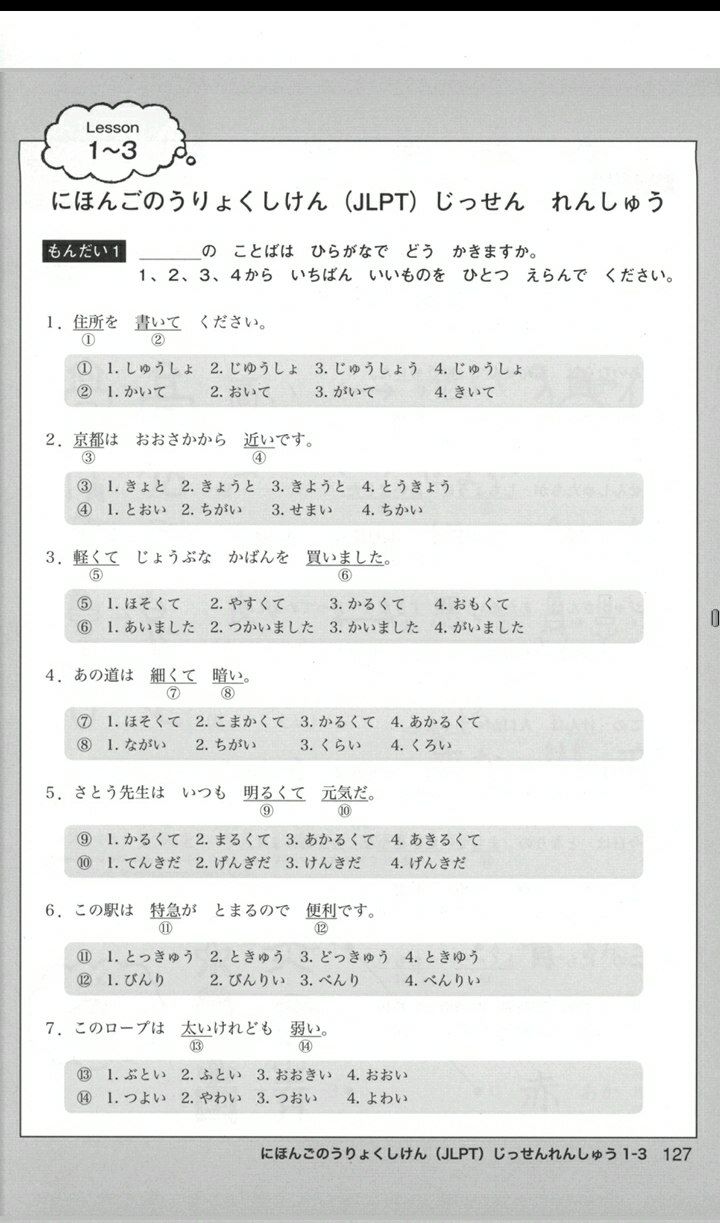 Lesson
1~3
にほんごのうりょくしけん（JLPT）じっせん　れんしゅう
もんだい1 ＿＿＿の　ことばは　ひらがなで　どう　かきますか。
1、2、3、4から　いちばん　いいものを　ひとつ　えらんで　ください。
1．住所を　書いて　ください。
① ②
① 1. しゅうしょ 2. じゆうしょ 3. じゅうしょう 4. じゅうしょ
② 1. かいて 2. おいて 3. がいて 4. きいて
2．京都は　おおさかから　近いです。
③ ④
③ 1. きょと 2. きょうと 3. きようと 4. とうきょう
④ 1. とおい 2. ちがい 3. せまい 4. ちかい
3．軽くて　じょうぶな　かばんを　買いました。
⑤ ⑥
⑤ 1. ほそくて 2. やすくて 3. かるくて 4. おもくて
⑥ 1. あいました 2. つかいました 3. かいました 4. がいました
4．あの道は　細くて　暗い。
⑦ ⑧
⑦ 1. ほそくて 2. こまかくて 3. かるくて 4. あかるくて
⑧ 1. ながい 2. ちがい 3. くらい 4. くろい
5．さとう先生は　いつも　明るくて　元気だ。
⑨ ⑩
⑨ 1. かるくて 2. まるくて 3. あかるくて 4. あきるくて
⑩ 1. てんきだ 2. げんぎだ 3. けんきだ 4. げんきだ
6．この駅は　特急が　とまるので　便利です。
⑪ ⑫
⑪ 1. とっきゅう 2. ときゅう 3. どっきゅう 4. ときゆう
⑫ 1. びんり 2. びんりい 3. べんり 4. べんりい
7．このロープは　太いけれども　弱い。
⑬ ⑭
⑬ 1. ぶとい 2. ふとい 3. おおきい 4. おおい
⑭ 1. つよい 2. やわい 3. つおい 4. よわい
にほんごのうりょくしけん（JLPT）じっせんれんしゅう 1-3 127